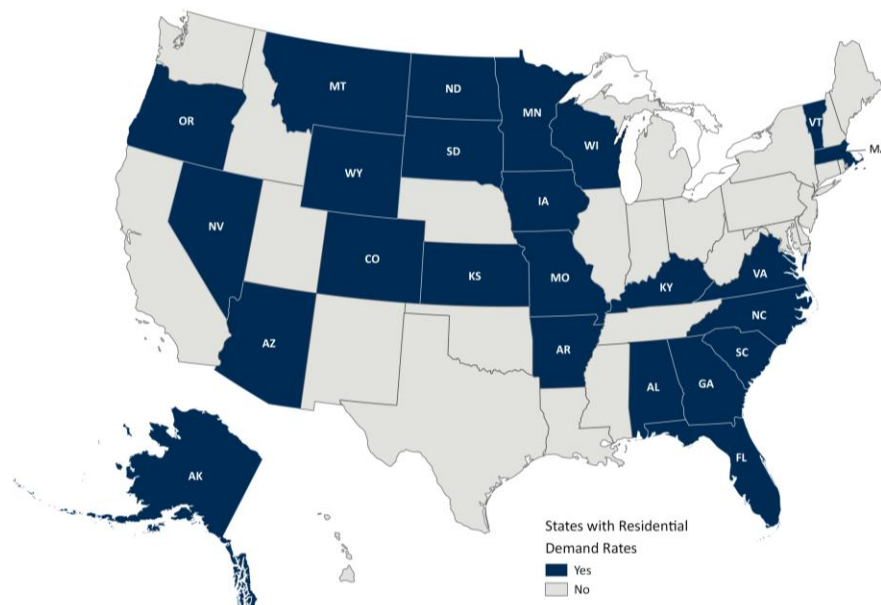 MT
ND
MN
OR
VT
SD
WI
WY
IA
NV
CO
KS
MO
KY
VA
NC
AZ
AR
SC
AL
GA
FL
AK
States with Residential
Demand Rates
Yes
No